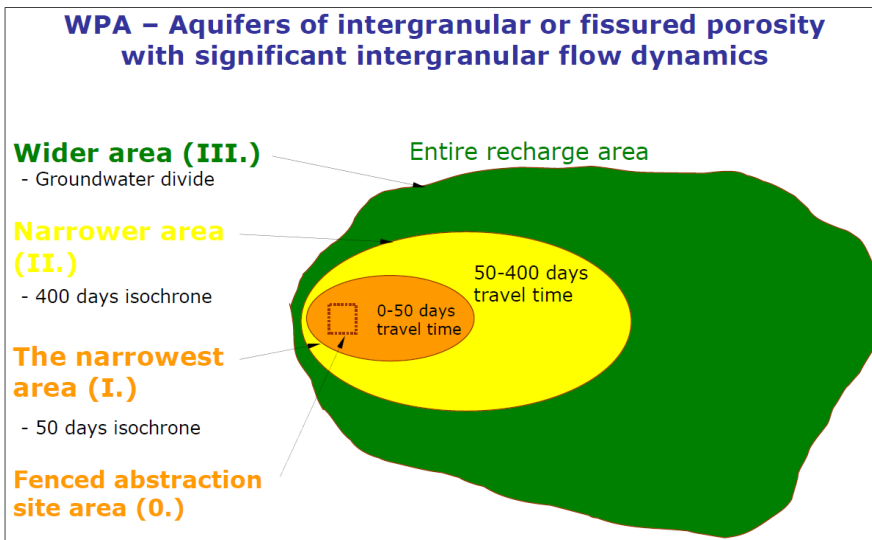 WPA – Aquifers of intergranular or fissured porosity
with significant intergranular flow dynamics
Wider area (III.)
- Groundwater divide
Entire recharge area
Narrower area
(II.)
- 400 days isochrone
50-400 days
travel time
0-50 days
travel time
The narrowest
area (I.)
- 50 days isochrone
Fenced abstraction
site area (0.)